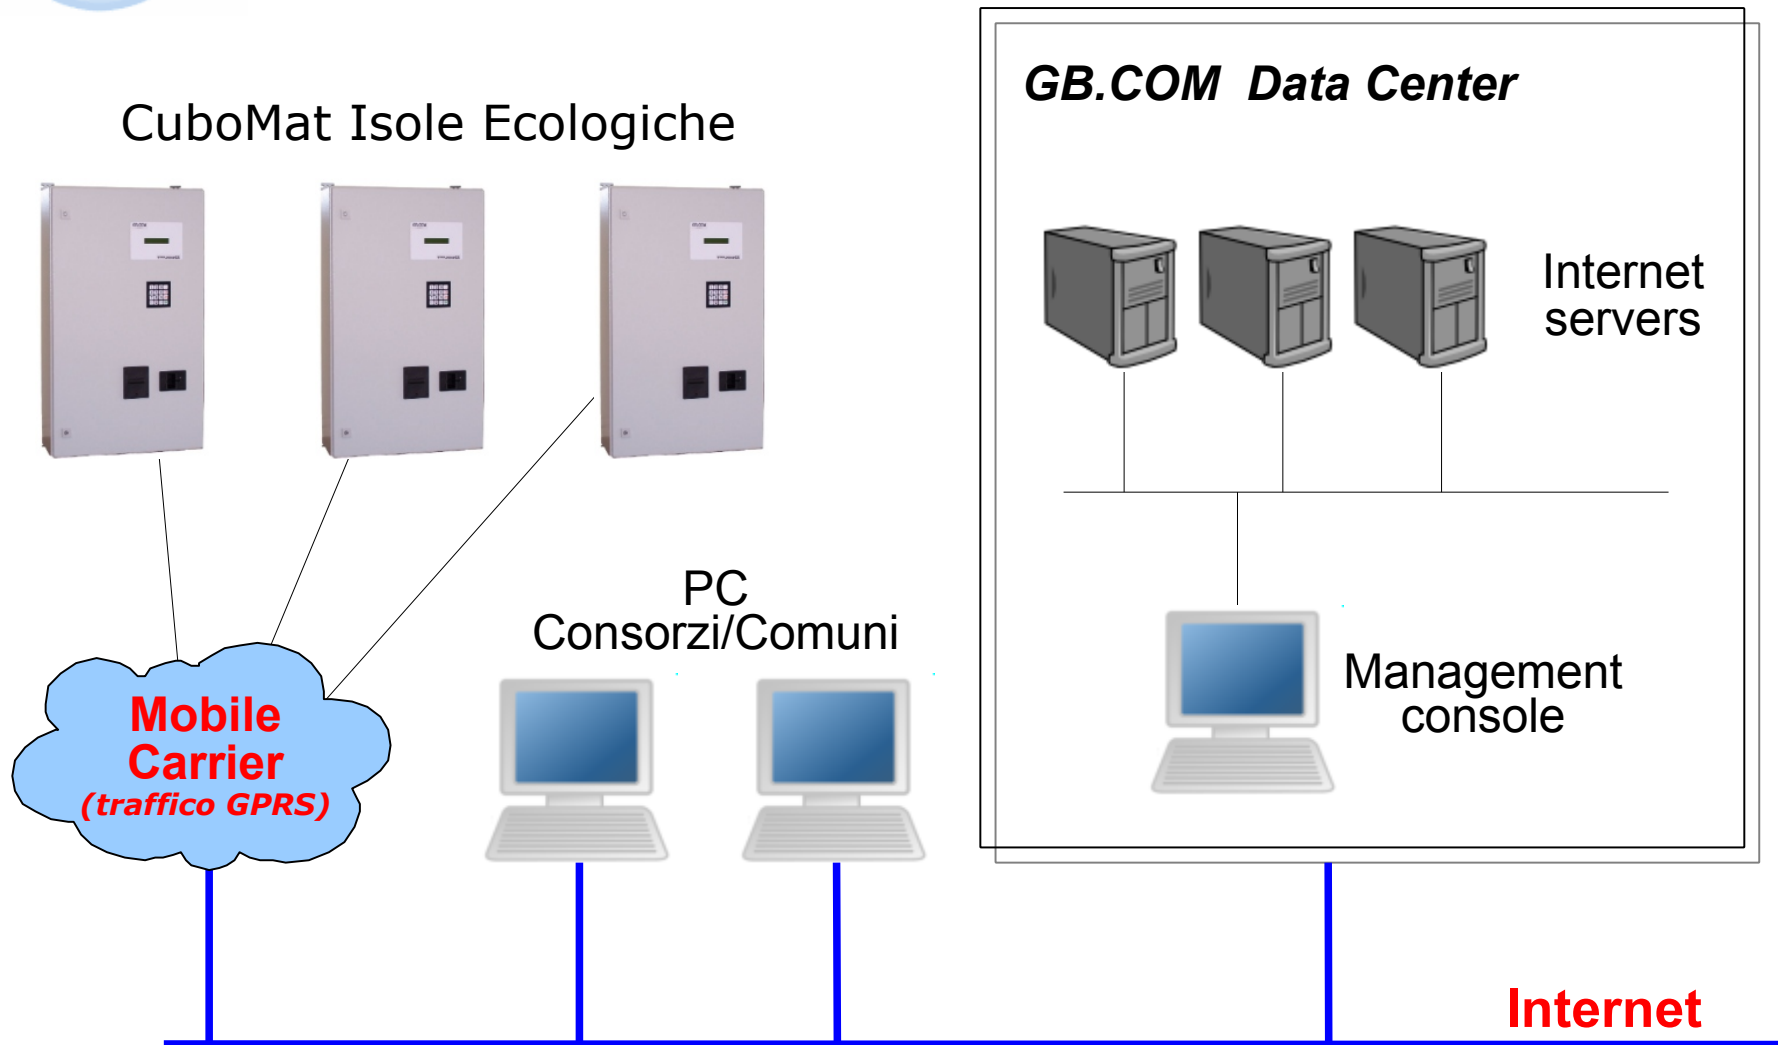 CuboMat Isole Ecologiche
GB.COM Data Center
Internet
servers
PC
Consorzi/Comuni
Management
console
Mobile
Carrier
(traffico GPRS)
Internet